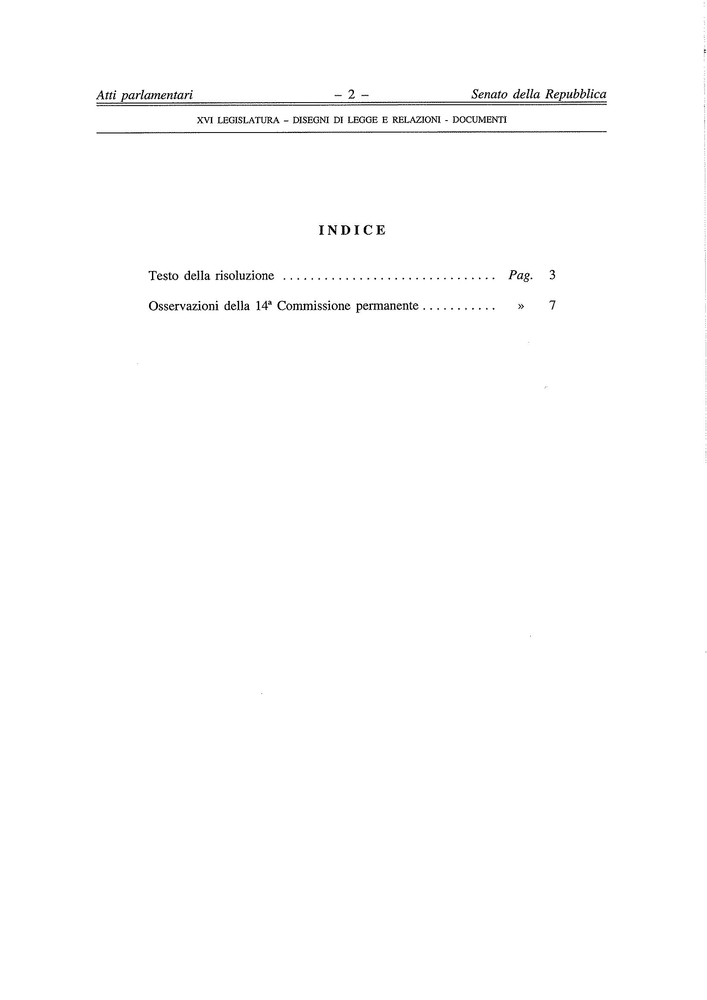 Atti parlamentari – 2 – Senato della Repubblica
XVI LEGISLATURA – DISEGNI DI LEGGE E RELAZIONI - DOCUMENTI
INDICE
Testo della risoluzione ............................... Pag. 3
Osservazioni della 14ª Commissione permanente ........... » 7